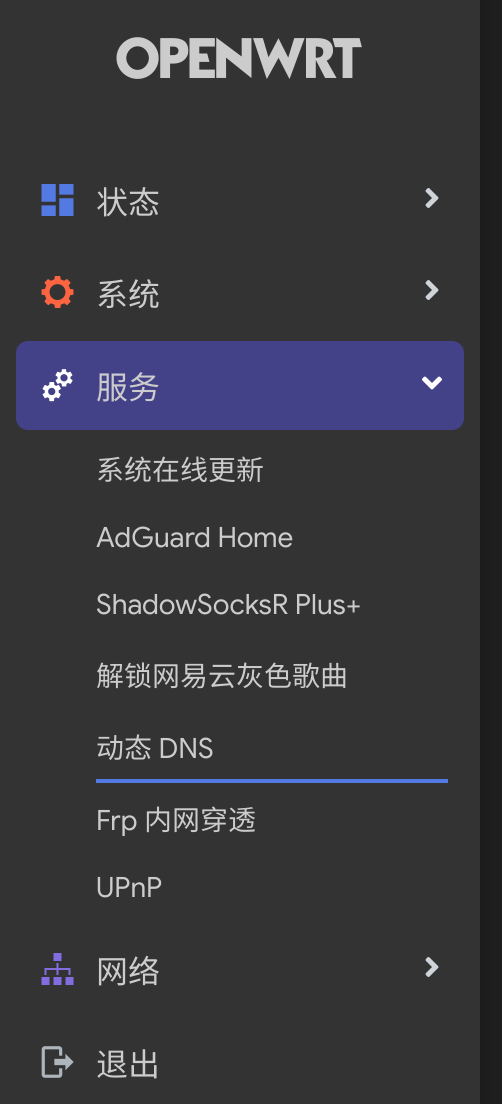 OPENWRT
状态
系统
服务
系统在线更新
AdGuard Home
ShadowSocksR Plus+
解锁网易云灰色歌曲
动态 DNS
Frp 内网穿透
UPnP
网络
退出